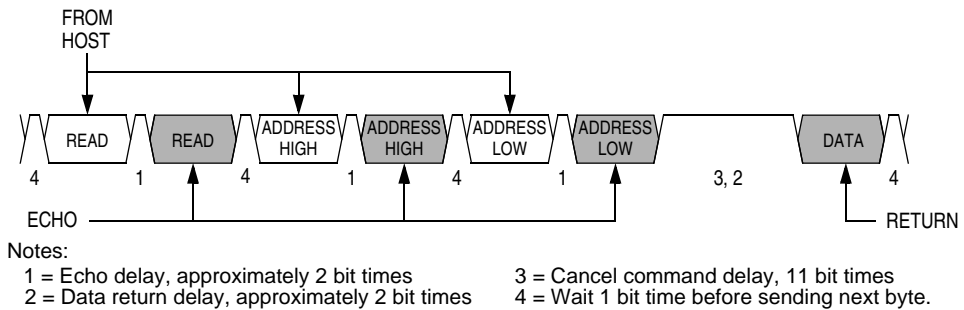 FROM
HOST
READ
READ
ADDRESS
HIGH
ADDRESS
HIGH
ADDRESS
LOW
ADDRESS
LOW
DATA
4 1 4 1 4 1 3, 2 4
ECHO
RETURN
Notes:
1 = Echo delay, approximately 2 bit times
2 = Data return delay, approximately 2 bit times
3 = Cancel command delay, 11 bit times
4 = Wait 1 bit time before sending next byte.